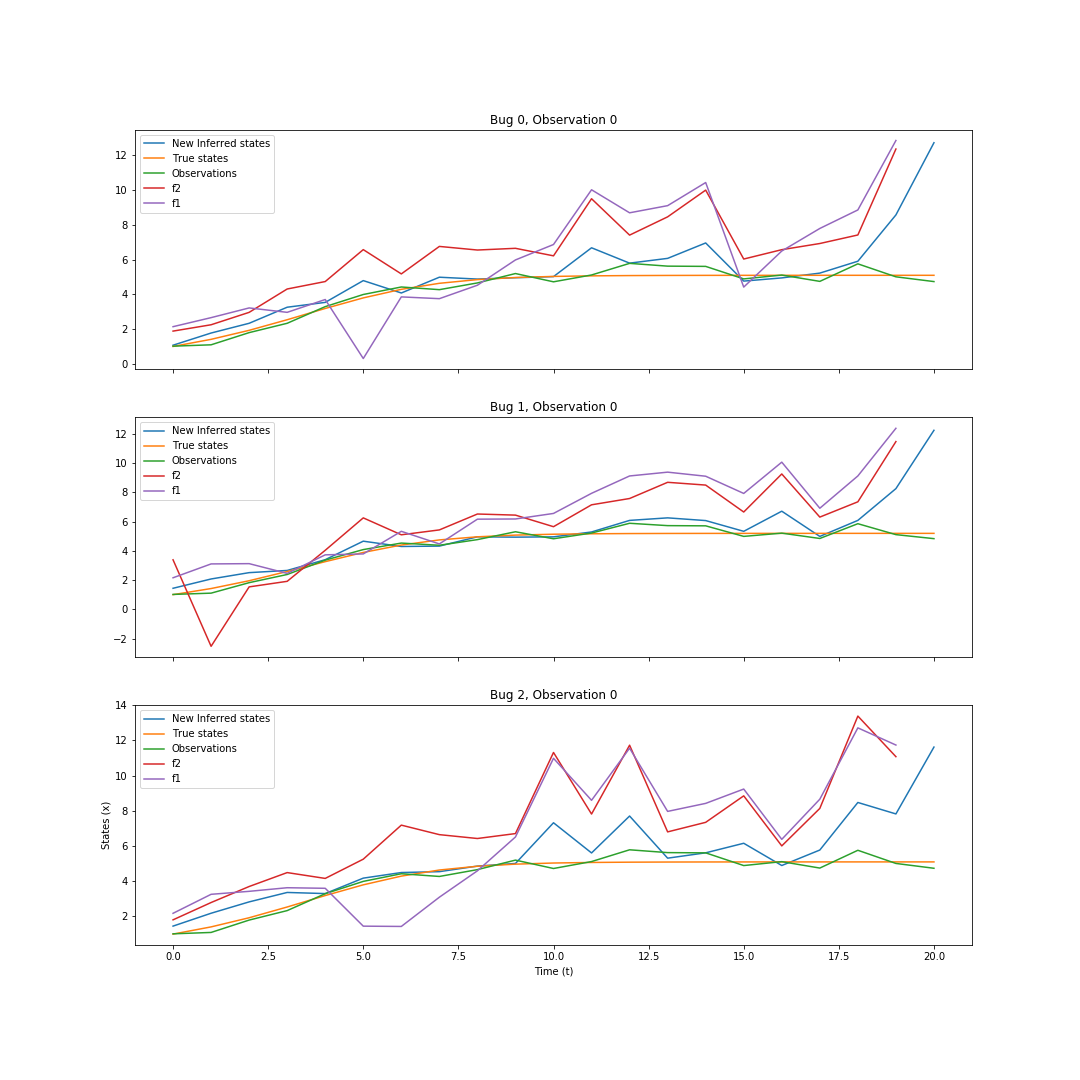 Bug 0, Observation 0
New Inferred states
True states
Observations
f2
f1
12
10
8
6
4
2
0
Bug 1, Observation 0
New Inferred states
True states
Observations
f2
f1
12
10
8
6
4
2
0
−2
Bug 2, Observation 0
New Inferred states
True states
Observations
f2
f1
14
12
10
8
6
4
2
States (x)
0.0 2.5 5.0 7.5 10.0 12.5 15.0 17.5 20.0
Time (t)